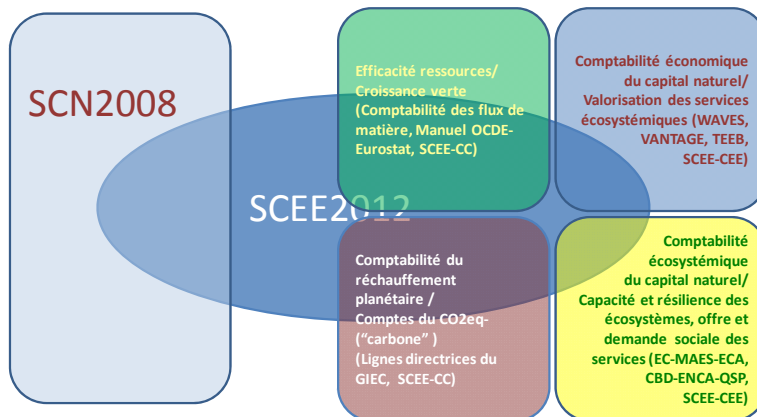 SCN2008
SCEE2012
Efficacité ressources/
Croissance verte
(Comptabilité des flux de
matière, Manuel OCDE-
Eurostat, SCEE-CC)
Comptabilité économique
du capital naturel/
Valorisation des services
écosystémiques (WAVES,
VANTAGE, TEEB,
SCEE-CEE)
Comptabilité du
réchauffement
planétaire /
Comptes du CO2eq-
(“carbone” )
(Lignes directrices du
GIEC, SCEE-CC)
Comptabilité
écosystémique
du capital naturel/
Capacité et résilience des
écosystèmes, offre et
demande sociale des
services (EC-MAES-ECA,
CBD-ENCA-QSP,
SCEE-CEE)